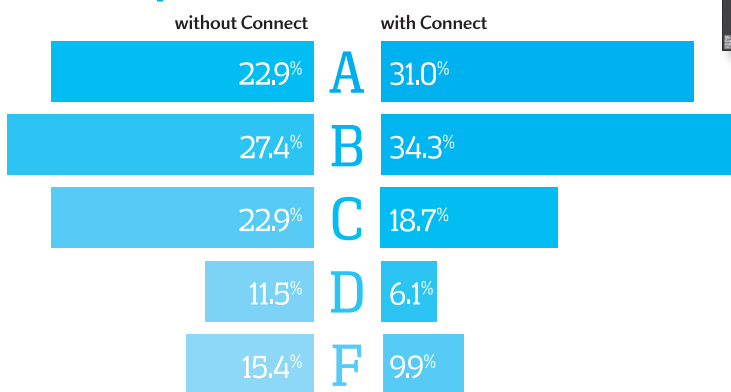 without Connect with Connect
22.9% A 31.0%
27.4% B 34.3%
22.9% C 18.7%
11.5% D 6.1%
15.4% F 9.9%